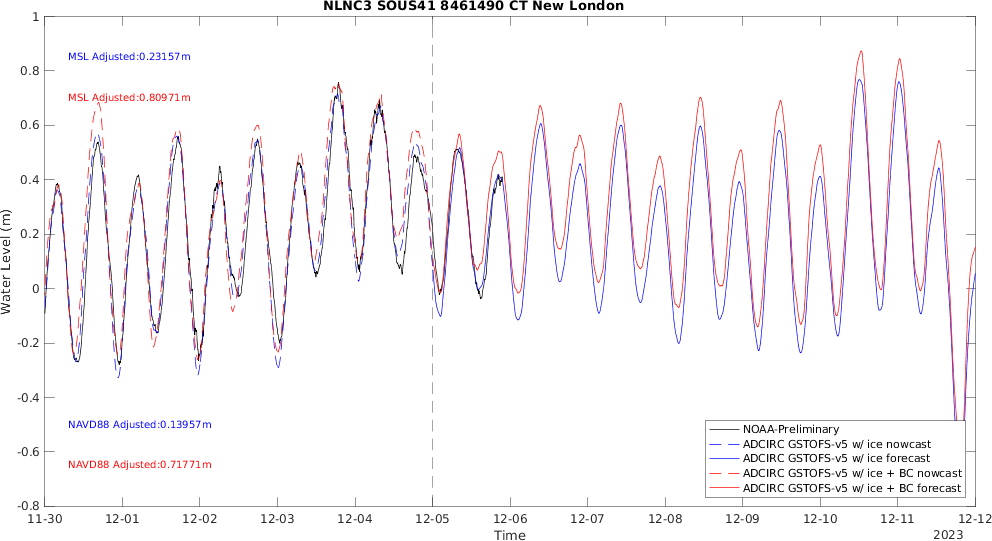 NLNC3 SOUS41 8461490 CT New London
1
0.8
0.6
0.4
0.2
0
-0.2
-0.4
-0.6
-0.8
Water Level (m)
MSL Adjusted:0.23157m
MSL Adjusted:0.80971m
NAVD88 Adjusted:0.13957m
NAVD88 Adjusted:0.71771m
NOAA-Preliminary
ADCIRC GSTOFS-v5 w/ ice nowcast
ADCIRC GSTOFS-v5 w/ ice forecast
ADCIRC GSTOFS-v5 w/ ice + BC nowcast
ADCIRC GSTOFS-v5 w/ ice + BC forecast
11-30 12-01 12-02 12-03 12-04 12-05 12-06 12-07 12-08 12-09 12-10 12-11 12-12
Time
2023